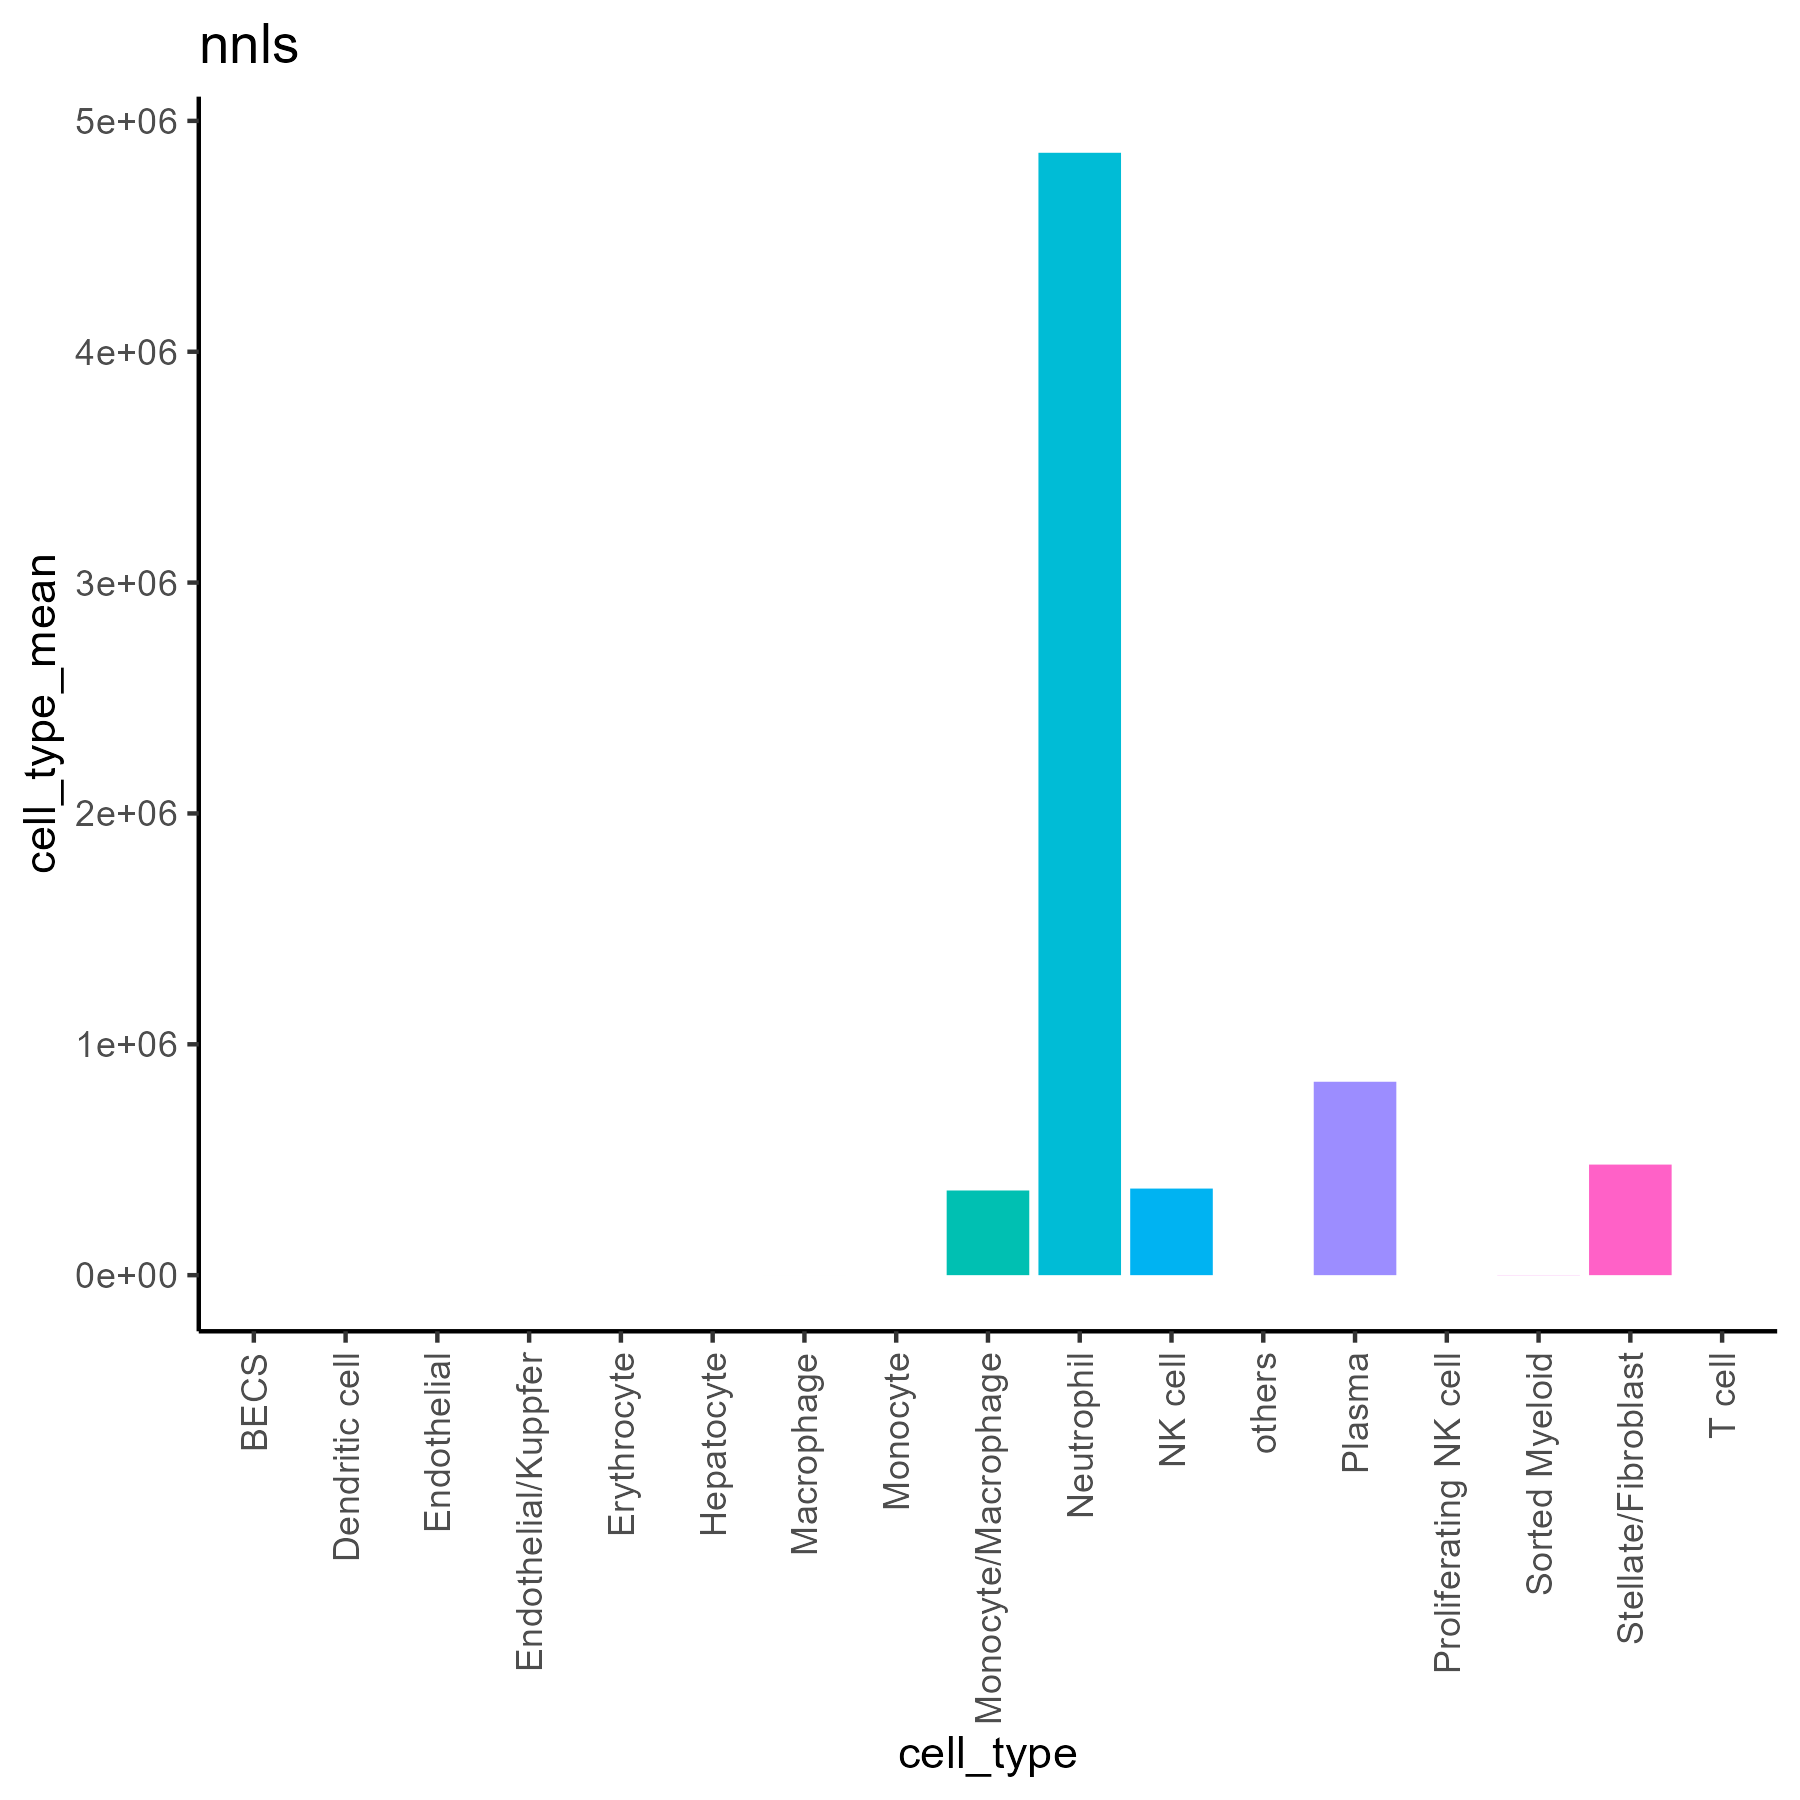 nnls
cell_type_mean
5e+06
4e+06
3e+06
2e+06
1e+06
0e+00
BECS
Dendritic cell
Endothelial
Endothelial/Kuppfer
Erythrocyte
Hepatocyte
Macrophage
Monocyte
Monocyte/Macrophage
Neutrophil
NK cell
others
Plasma
Proliferating NK cell
Sorted Myeloid
Stellate/Fibroblast
T cell
cell_type